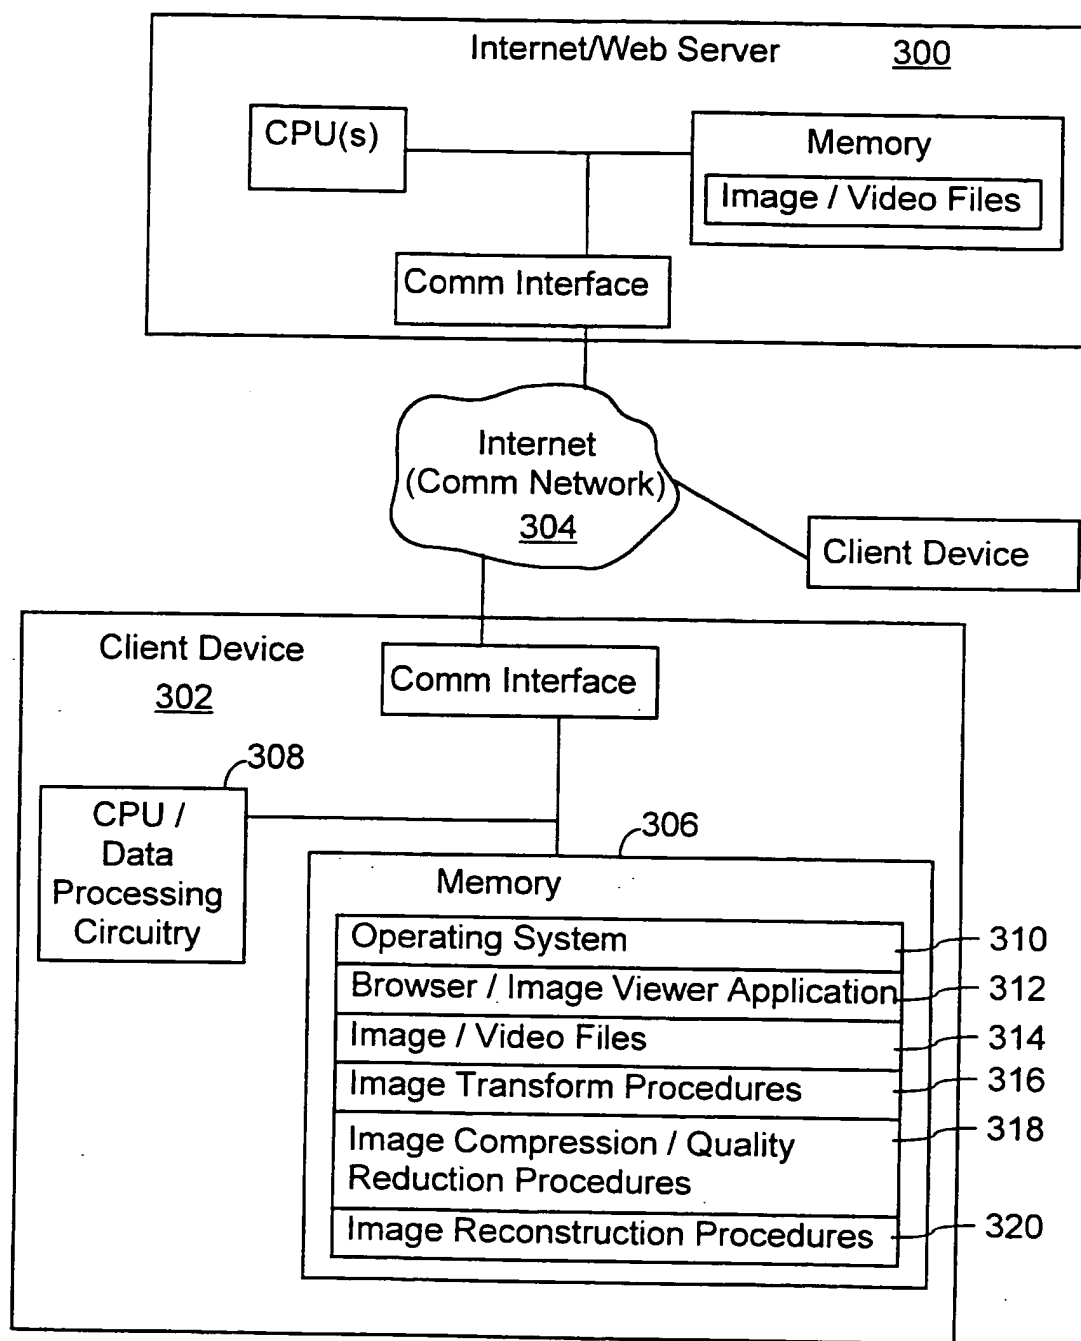 Internet/Web Server 300
CPU(s)
Memory
Image / Video Files
Comm Interface
Internet
(Comm Network)
304
Client Device
Client Device
302
Comm Interface
308
CPU /
Data
Processing
Circuitry
306
Memory
Operating System 310
Browser / Image Viewer Application 312
Image / Video Files 314
Image Transform Procedures 316
Image Compression / Quality 318
Reduction Procedures
Image Reconstruction Procedures 320